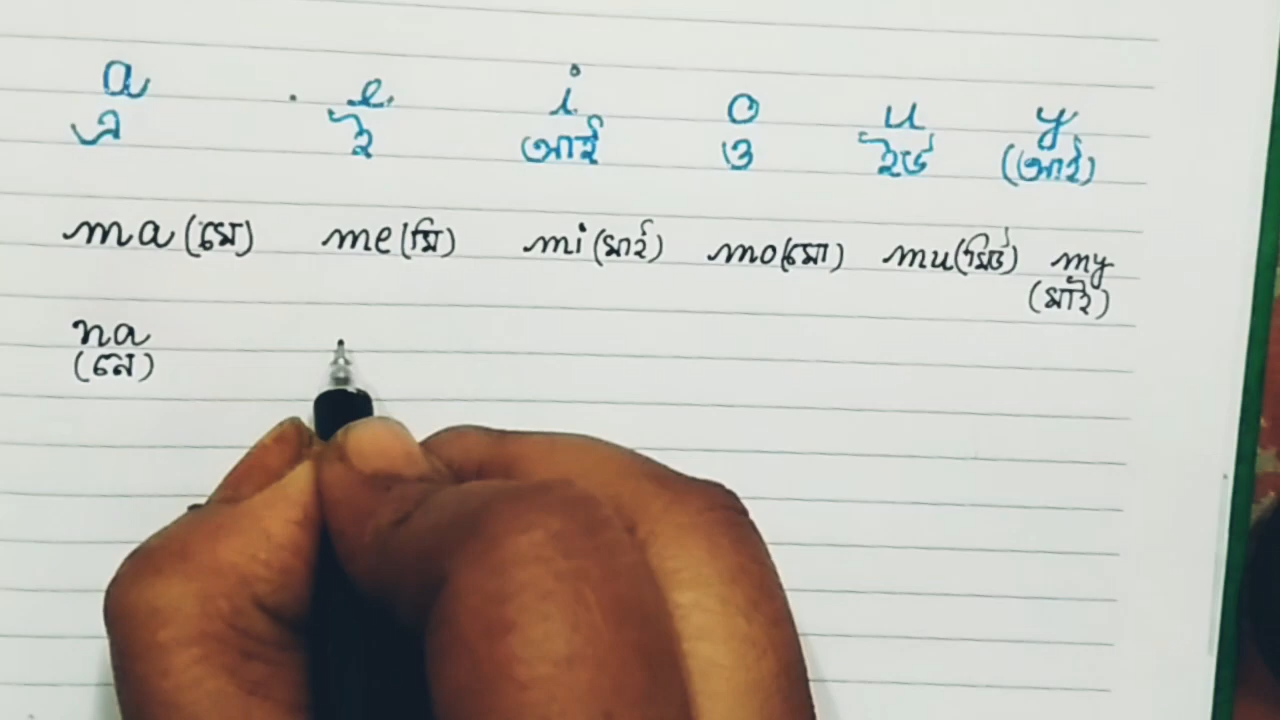 a e i o u y
এ ই আই ও ইউ (আই)
ma (মে) me (মি) mi (মাই) mo (মো) mu (মিউ) my
(মাই)
na
(নে)